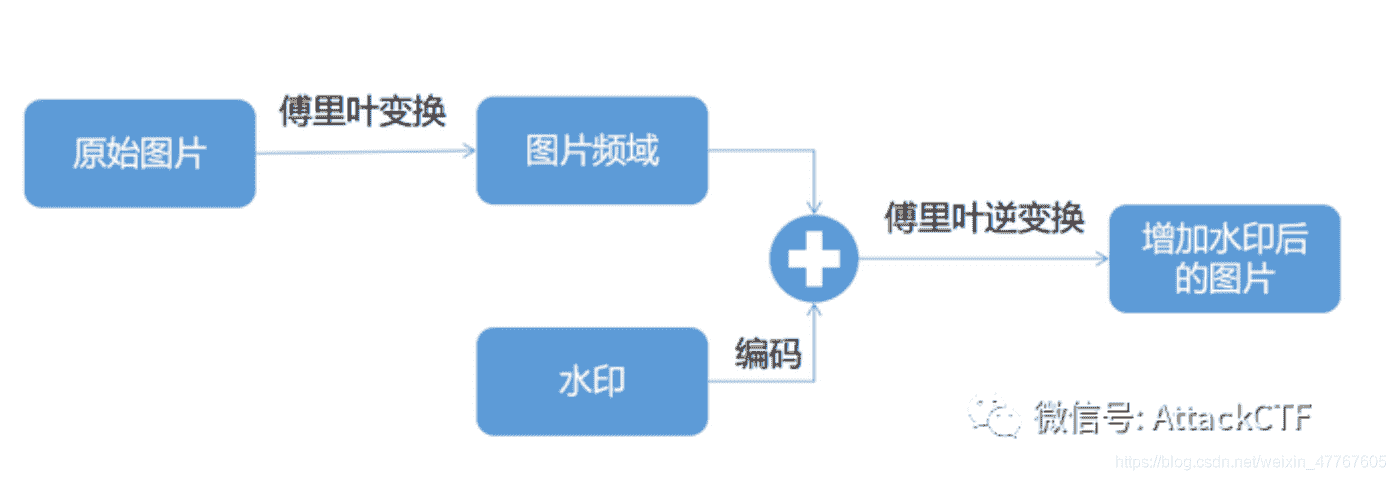 傅里叶变换
原始图片
图片频域
傅里叶逆变换
增加水印后
的图片
编码
水印
微信号: AttackCTF
https://blog.csdn.net/weixin_47767605